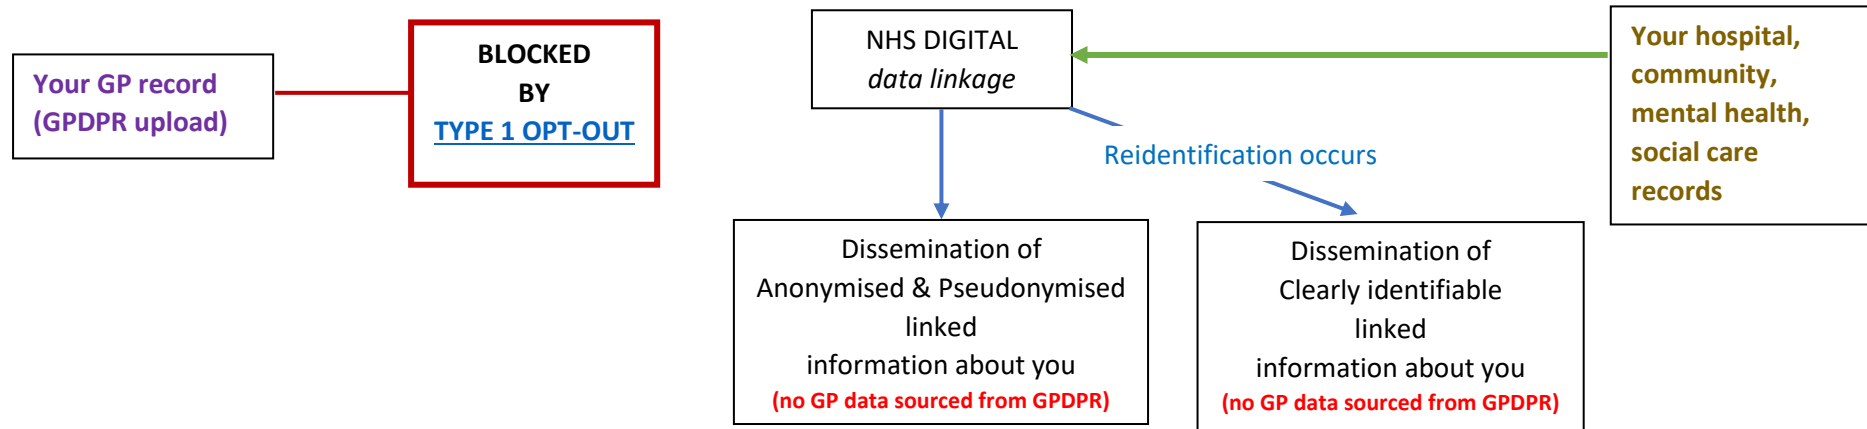 Your GP record
(GPDPR upload)
BLOCKED
BY
TYPE 1 OPT-OUT
NHS DIGITAL
data linkage
Your hospital,
community,
mental health,
social care
records
Reidentification occurs
Dissemination of
Anonymised & Pseudonymised
linked
information about you
(no GP data sourced from GPDPR)
Dissemination of
Clearly identifiable
linked
information about you
(no GP data sourced from GPDPR)